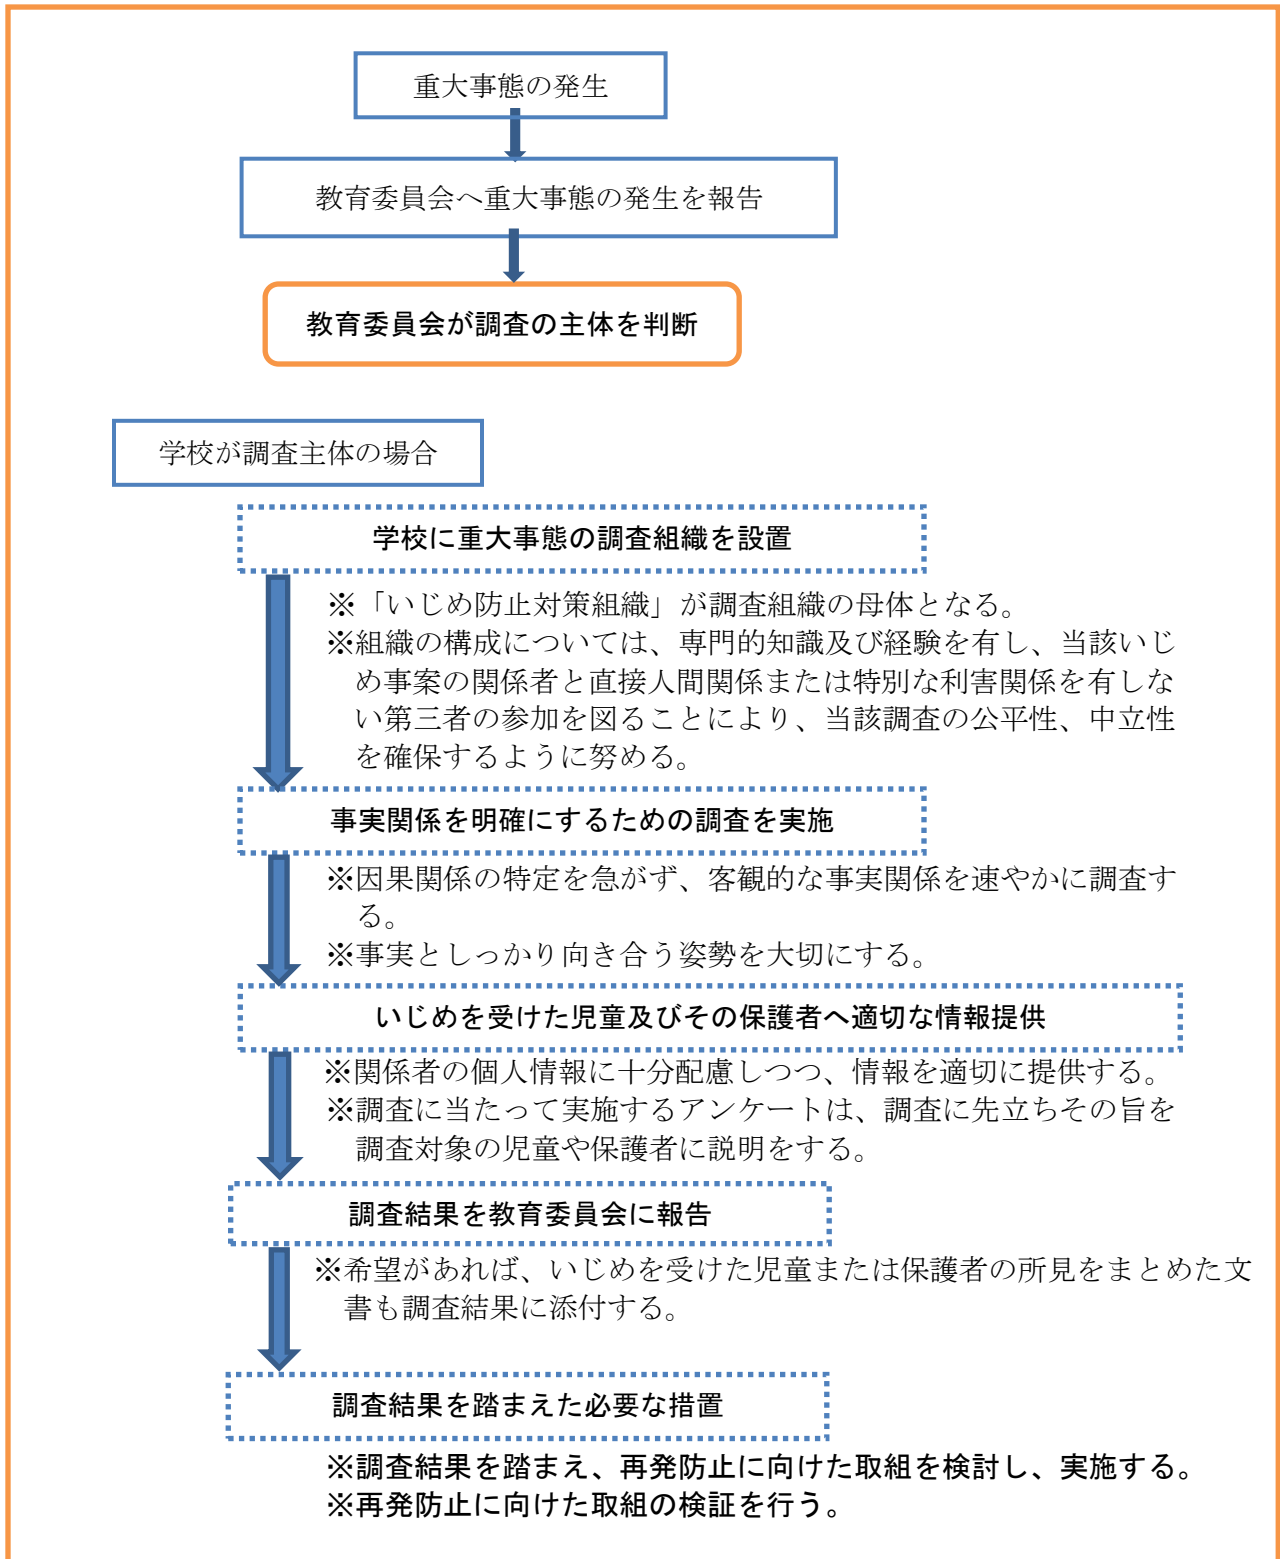 重大事態の発生
教育委員会へ重大事態の発生を報告
教育委員会が調査の主体を判断
学校が調査主体の場合
学校に重大事態の調査組織を設置
※「いじめ防止対策組織」が調査組織の母体となる。
※組織の構成については、専門的知識及び経験を有し、当該いじ
め事案の関係者と直接人間関係または特別な利害関係を有しな
い第三者の参加を図ることにより、当該調査の公平性、中立性
を確保するように努める。
事実関係を明確にするための調査を実施
※因果関係の特定を急がず、客観的な事実関係を速やかに調査す
る。
※事実としっかり向き合う姿勢を大切にする。
いじめを受けた児童及びその保護者へ適切な情報提供
※関係者の個人情報に十分配慮しつつ、情報を適切に提供する。
※調査に当たって実施するアンケートは、調査に先立ちその旨を
調査対象の児童や保護者に説明をする。
調査結果を教育委員会に報告
※希望があれば、いじめを受けた児童または保護者の所見をまとめた文
書も調査結果に添付する。
調査結果を踏まえた必要な措置
※調査結果を踏まえ、再発防止に向けた取組を検討し、実施する。
※再発防止に向けた取組の検証を行う。